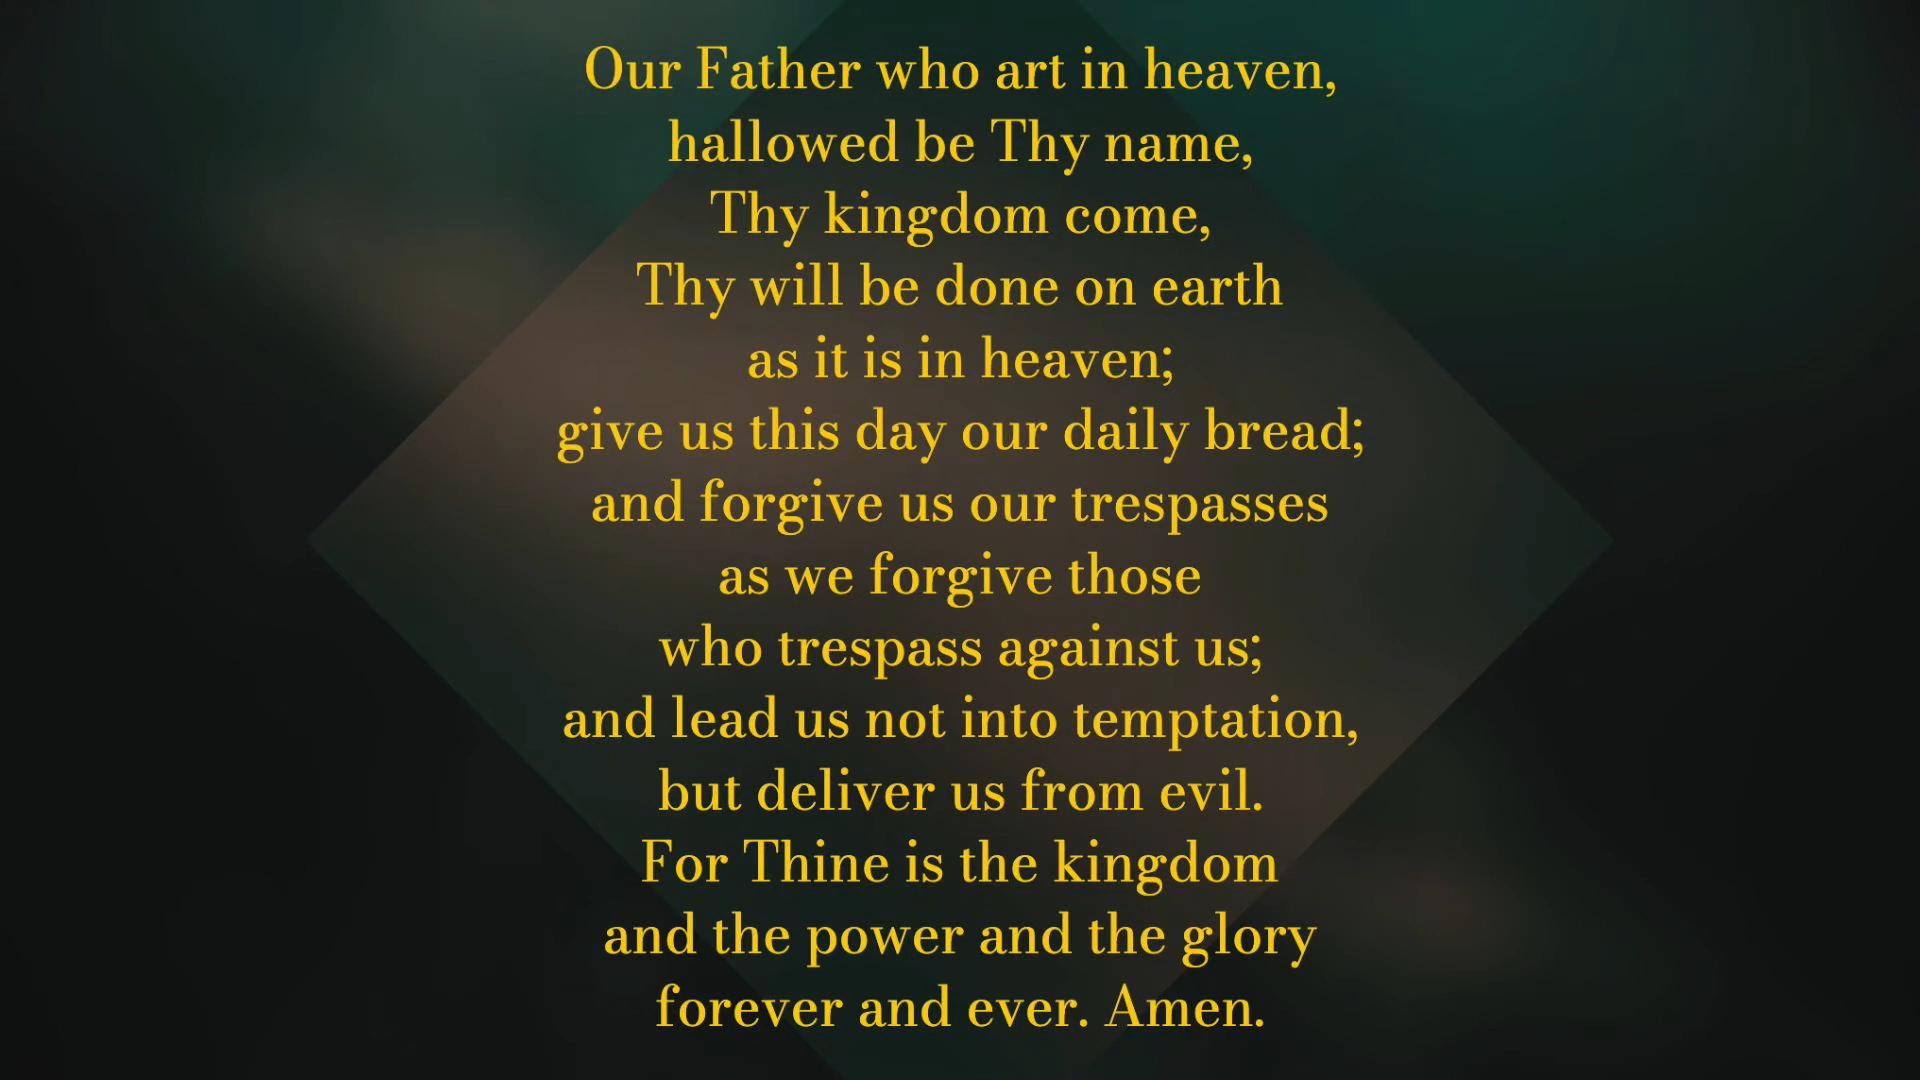 Our Father who art in heaven,
hallowed be Thy name,
Thy kingdom come,
Thy will be done on earth
as it is in heaven;
give us this day our daily bread;
and forgive us our trespasses
as we forgive those
who trespass against us;
and lead us not into temptation,
but deliver us from evil.
For Thine is the kingdom
and the power and the glory
forever and ever. Amen.